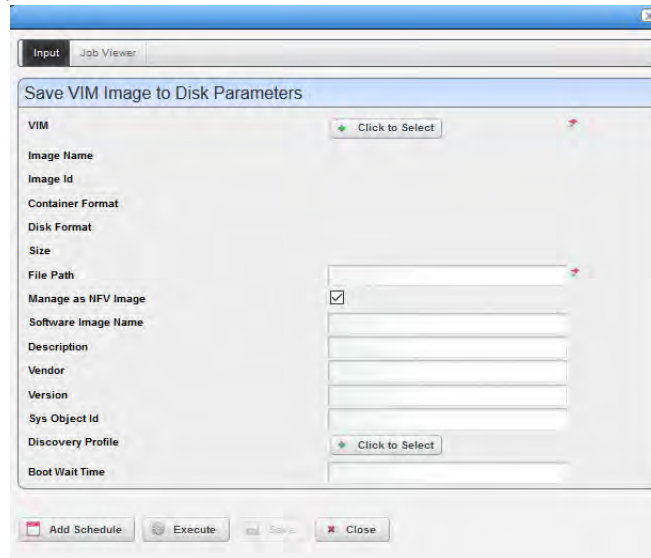 Input Job Viewer
Save VIM Image to Disk Parameters
VIM Click to Select
Image Name
Image Id
Container Format
Disk Format
Size
File Path
Manage as NFV Image
Software Image Name
Description
Vendor
Version
Sys Object Id
Discovery Profile Click to Select
Boot Wait Time
Add Schedule Execute Save Close